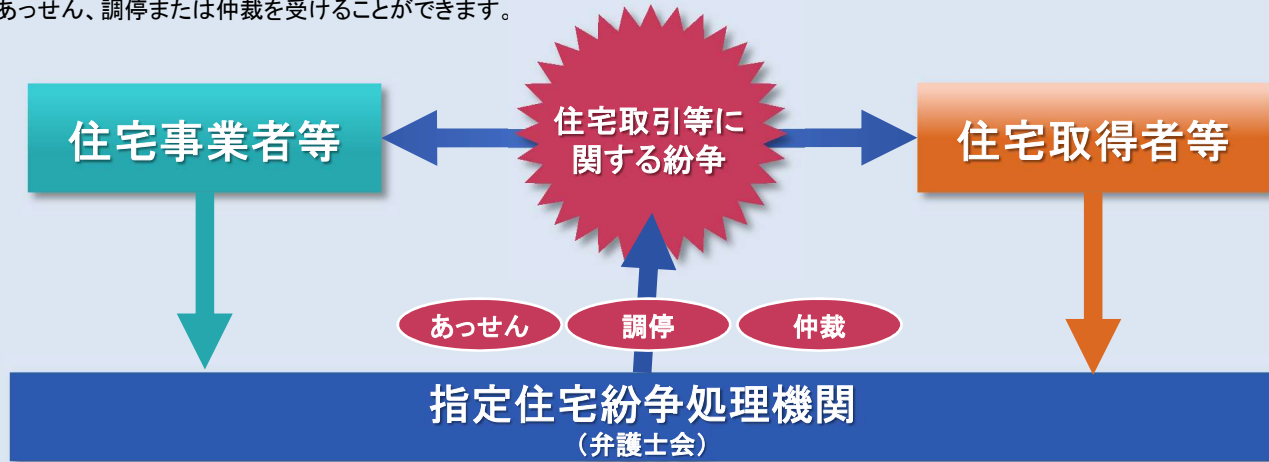 あっせん、調停または仲裁を受けることができます。
住宅事業者等
住宅取引等に
関する紛争
住宅取得者等
あっせん
調停
仲裁
指定住宅紛争処理機関
（弁護士会）